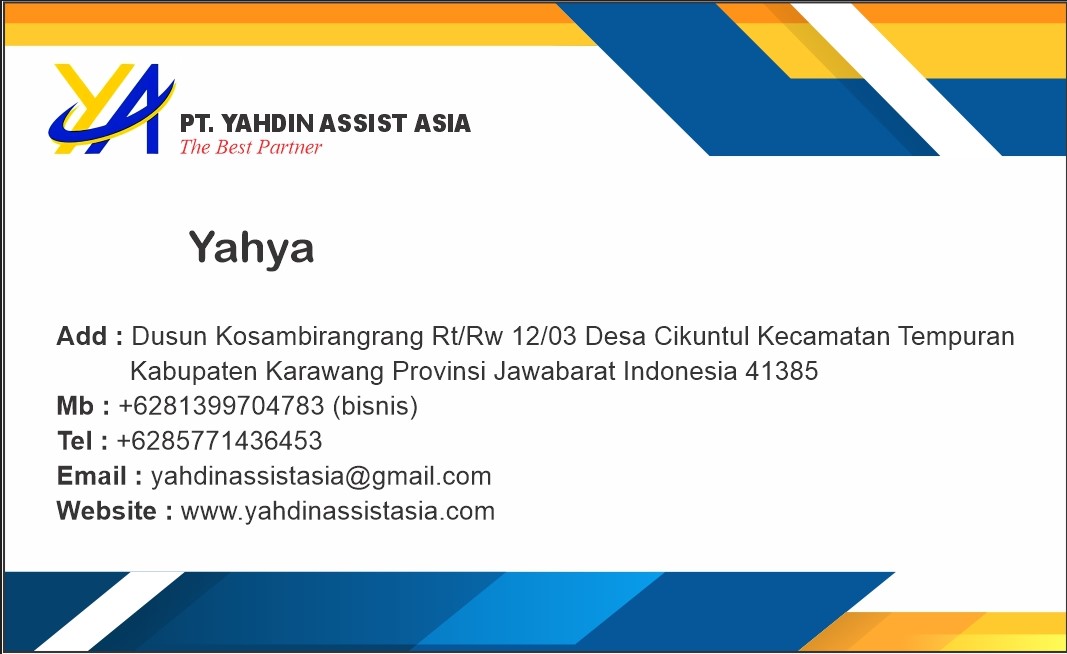 YA
PT. YAHDIN ASSIST ASIA
The Best Partner
Yahya
Add : Dusun Kosambirangrang Rt/Rw 12/03 Desa Cikuntul Kecamatan Tempuran
Kabupaten Karawang Provinsi Jawabarat Indonesia 41385
Mb : +6281399704783 (bisnis)
Tel : +6285771436453
Email : yahdinassistasia@gmail.com
Website : www.yahdinassistasia.com